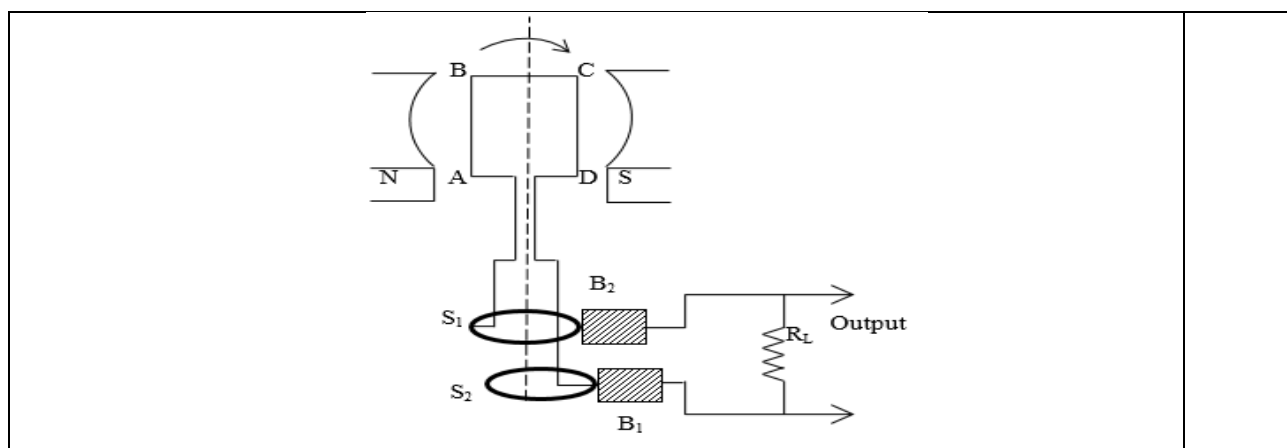 B C
N A D S
B₂
S₁
R_L Output
S₂
B₁